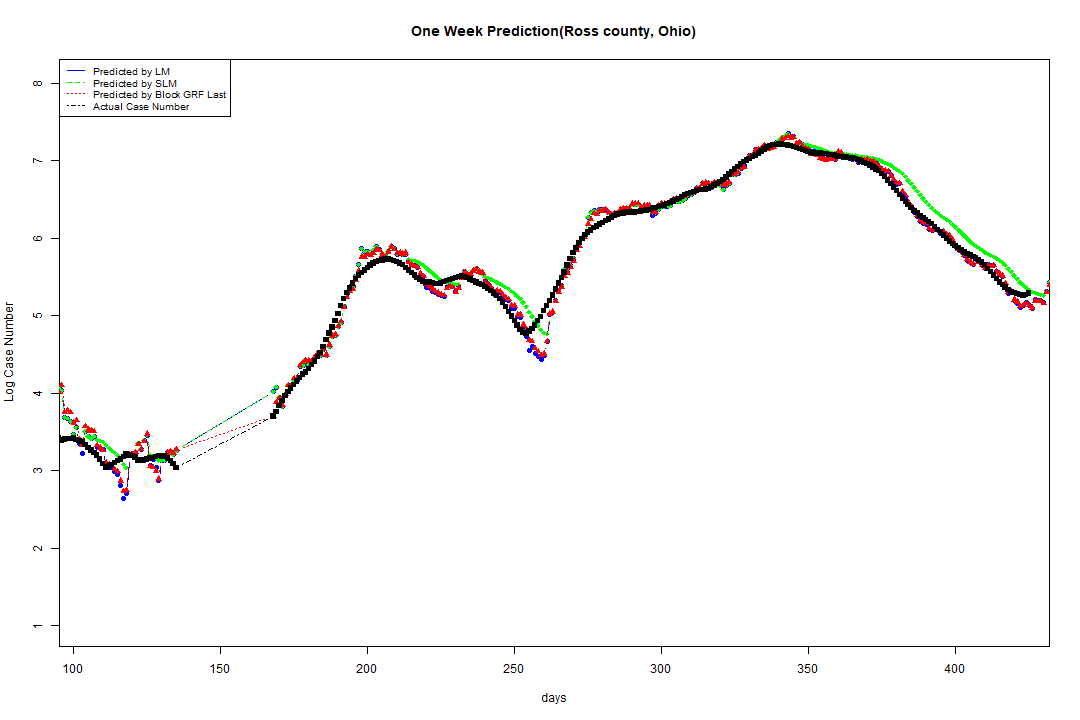 One Week Prediction(Ross county, Ohio)
Predicted by LM
Predicted by SLM
Predicted by Block GRF Last
Actual Case Number
8
7
6
5
4
3
2
1
Log Case Number
100 150 200 250 300 350 400
days